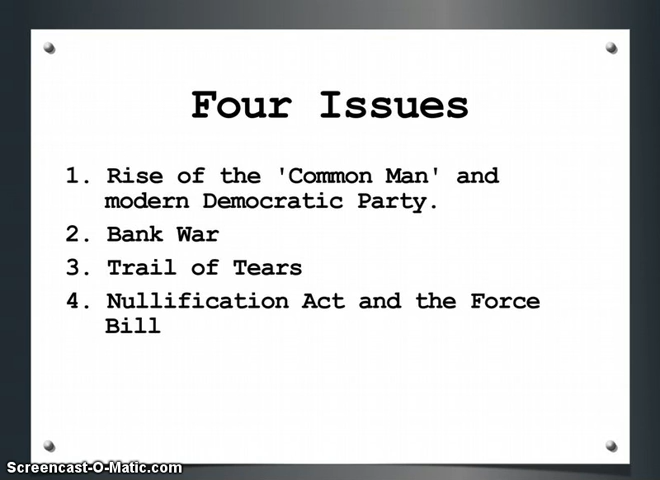 Four Issues
1. Rise of the 'Common Man' and
modern Democratic Party.
2. Bank War
3. Trail of Tears
4. Nullification Act and the Force
Bill
Screencast-O-Matic.com